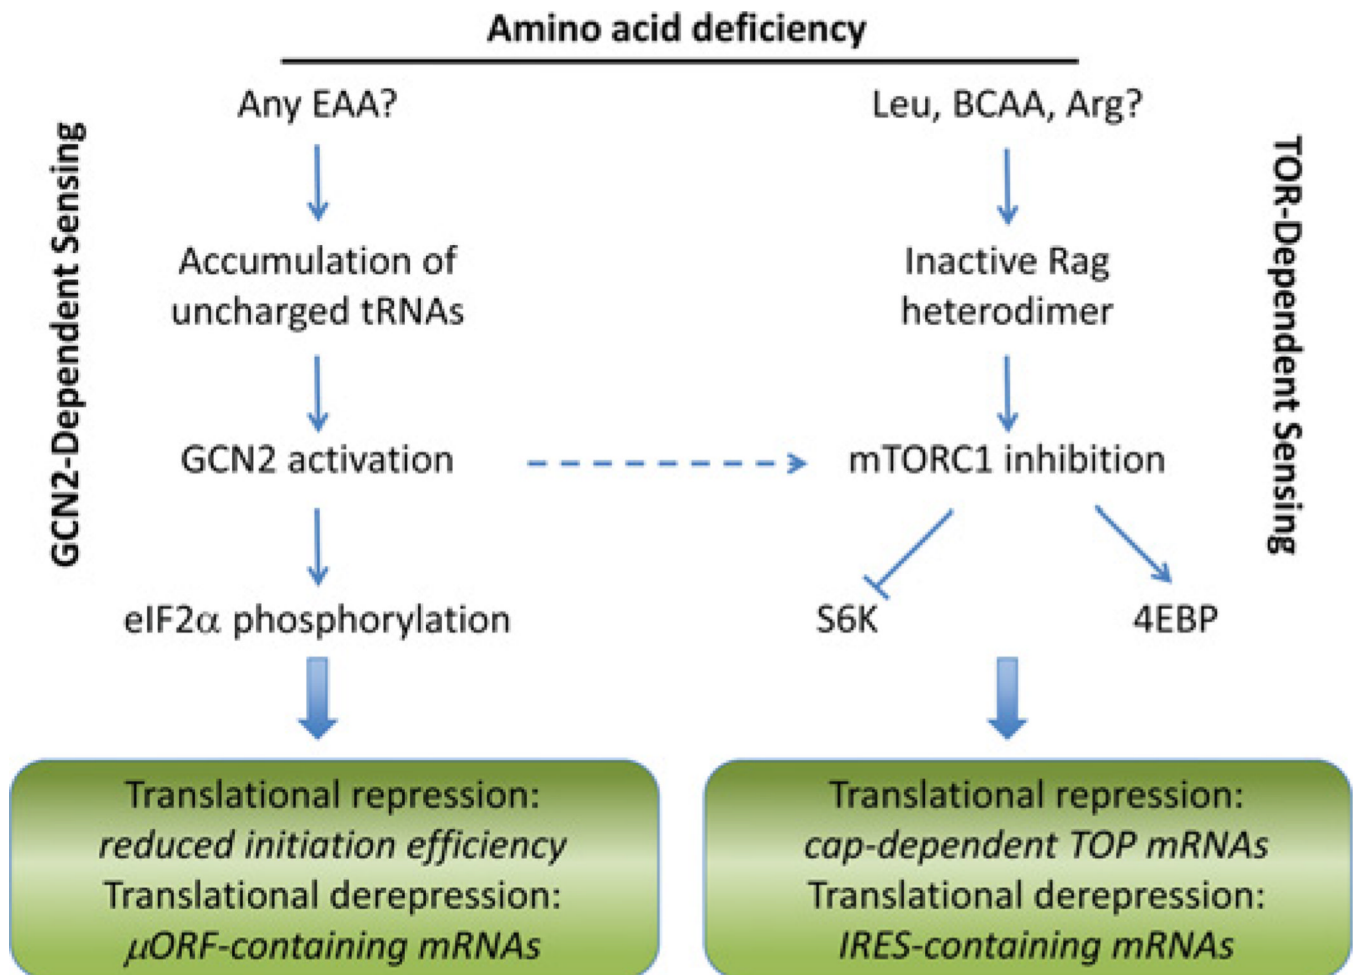 Amino acid deficiency
GCN2-Dependent Sensing
Any EAA?
Accumulation of
uncharged tRNAs
GCN2 activation
eIF2α phosphorylation
Translational repression:
reduced initiation efficiency
Translational derepression:
μORF-containing mRNAs
Leu, BCAA, Arg?
Inactive Rag
heterodimer
mTORC1 inhibition
S6K
4EBP
Translational repression:
cap-dependent TOP mRNAs
Translational derepression:
IRES-containing mRNAs
TOR-Dependent Sensing